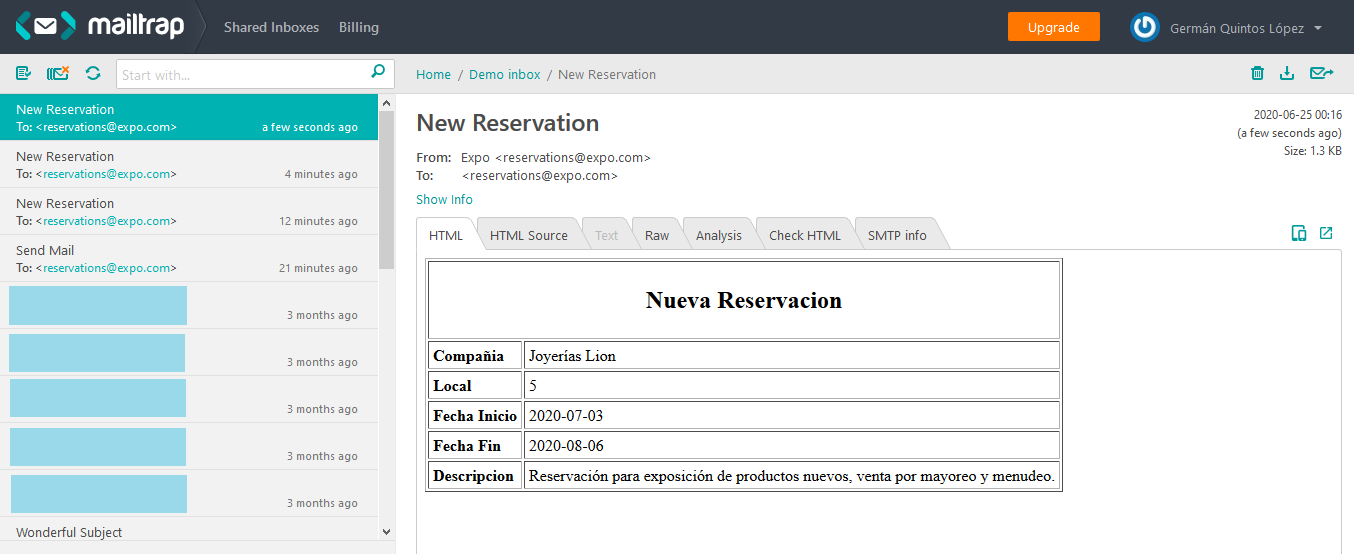 mailtrap
Shared Inboxes Billing
Upgrade
Germán Quintos López
Start with...
Home / Demo inbox / New Reservation
New Reservation
To: <reservations@expo.com> a few seconds ago
New Reservation
To: <reservations@expo.com> 4 minutes ago
New Reservation
To: <reservations@expo.com> 12 minutes ago
Send Mail
To: <reservations@expo.com> 21 minutes ago
3 months ago
3 months ago
3 months ago
3 months ago
3 months ago
Wonderful Subject
New Reservation
2020-06-25 00:16
(a few seconds ago)
Size: 1.3 KB
From: Expo <reservations@expo.com>
To: <reservations@expo.com>
Show Info
HTML HTML Source Text Raw Analysis Check HTML SMTP info
Nueva Reservacion
Compañia Joyerías Lion
Local 5
Fecha Inicio 2020-07-03
Fecha Fin 2020-08-06
Descripcion Reservación para exposición de productos nuevos, venta por mayoreo y menudeo.